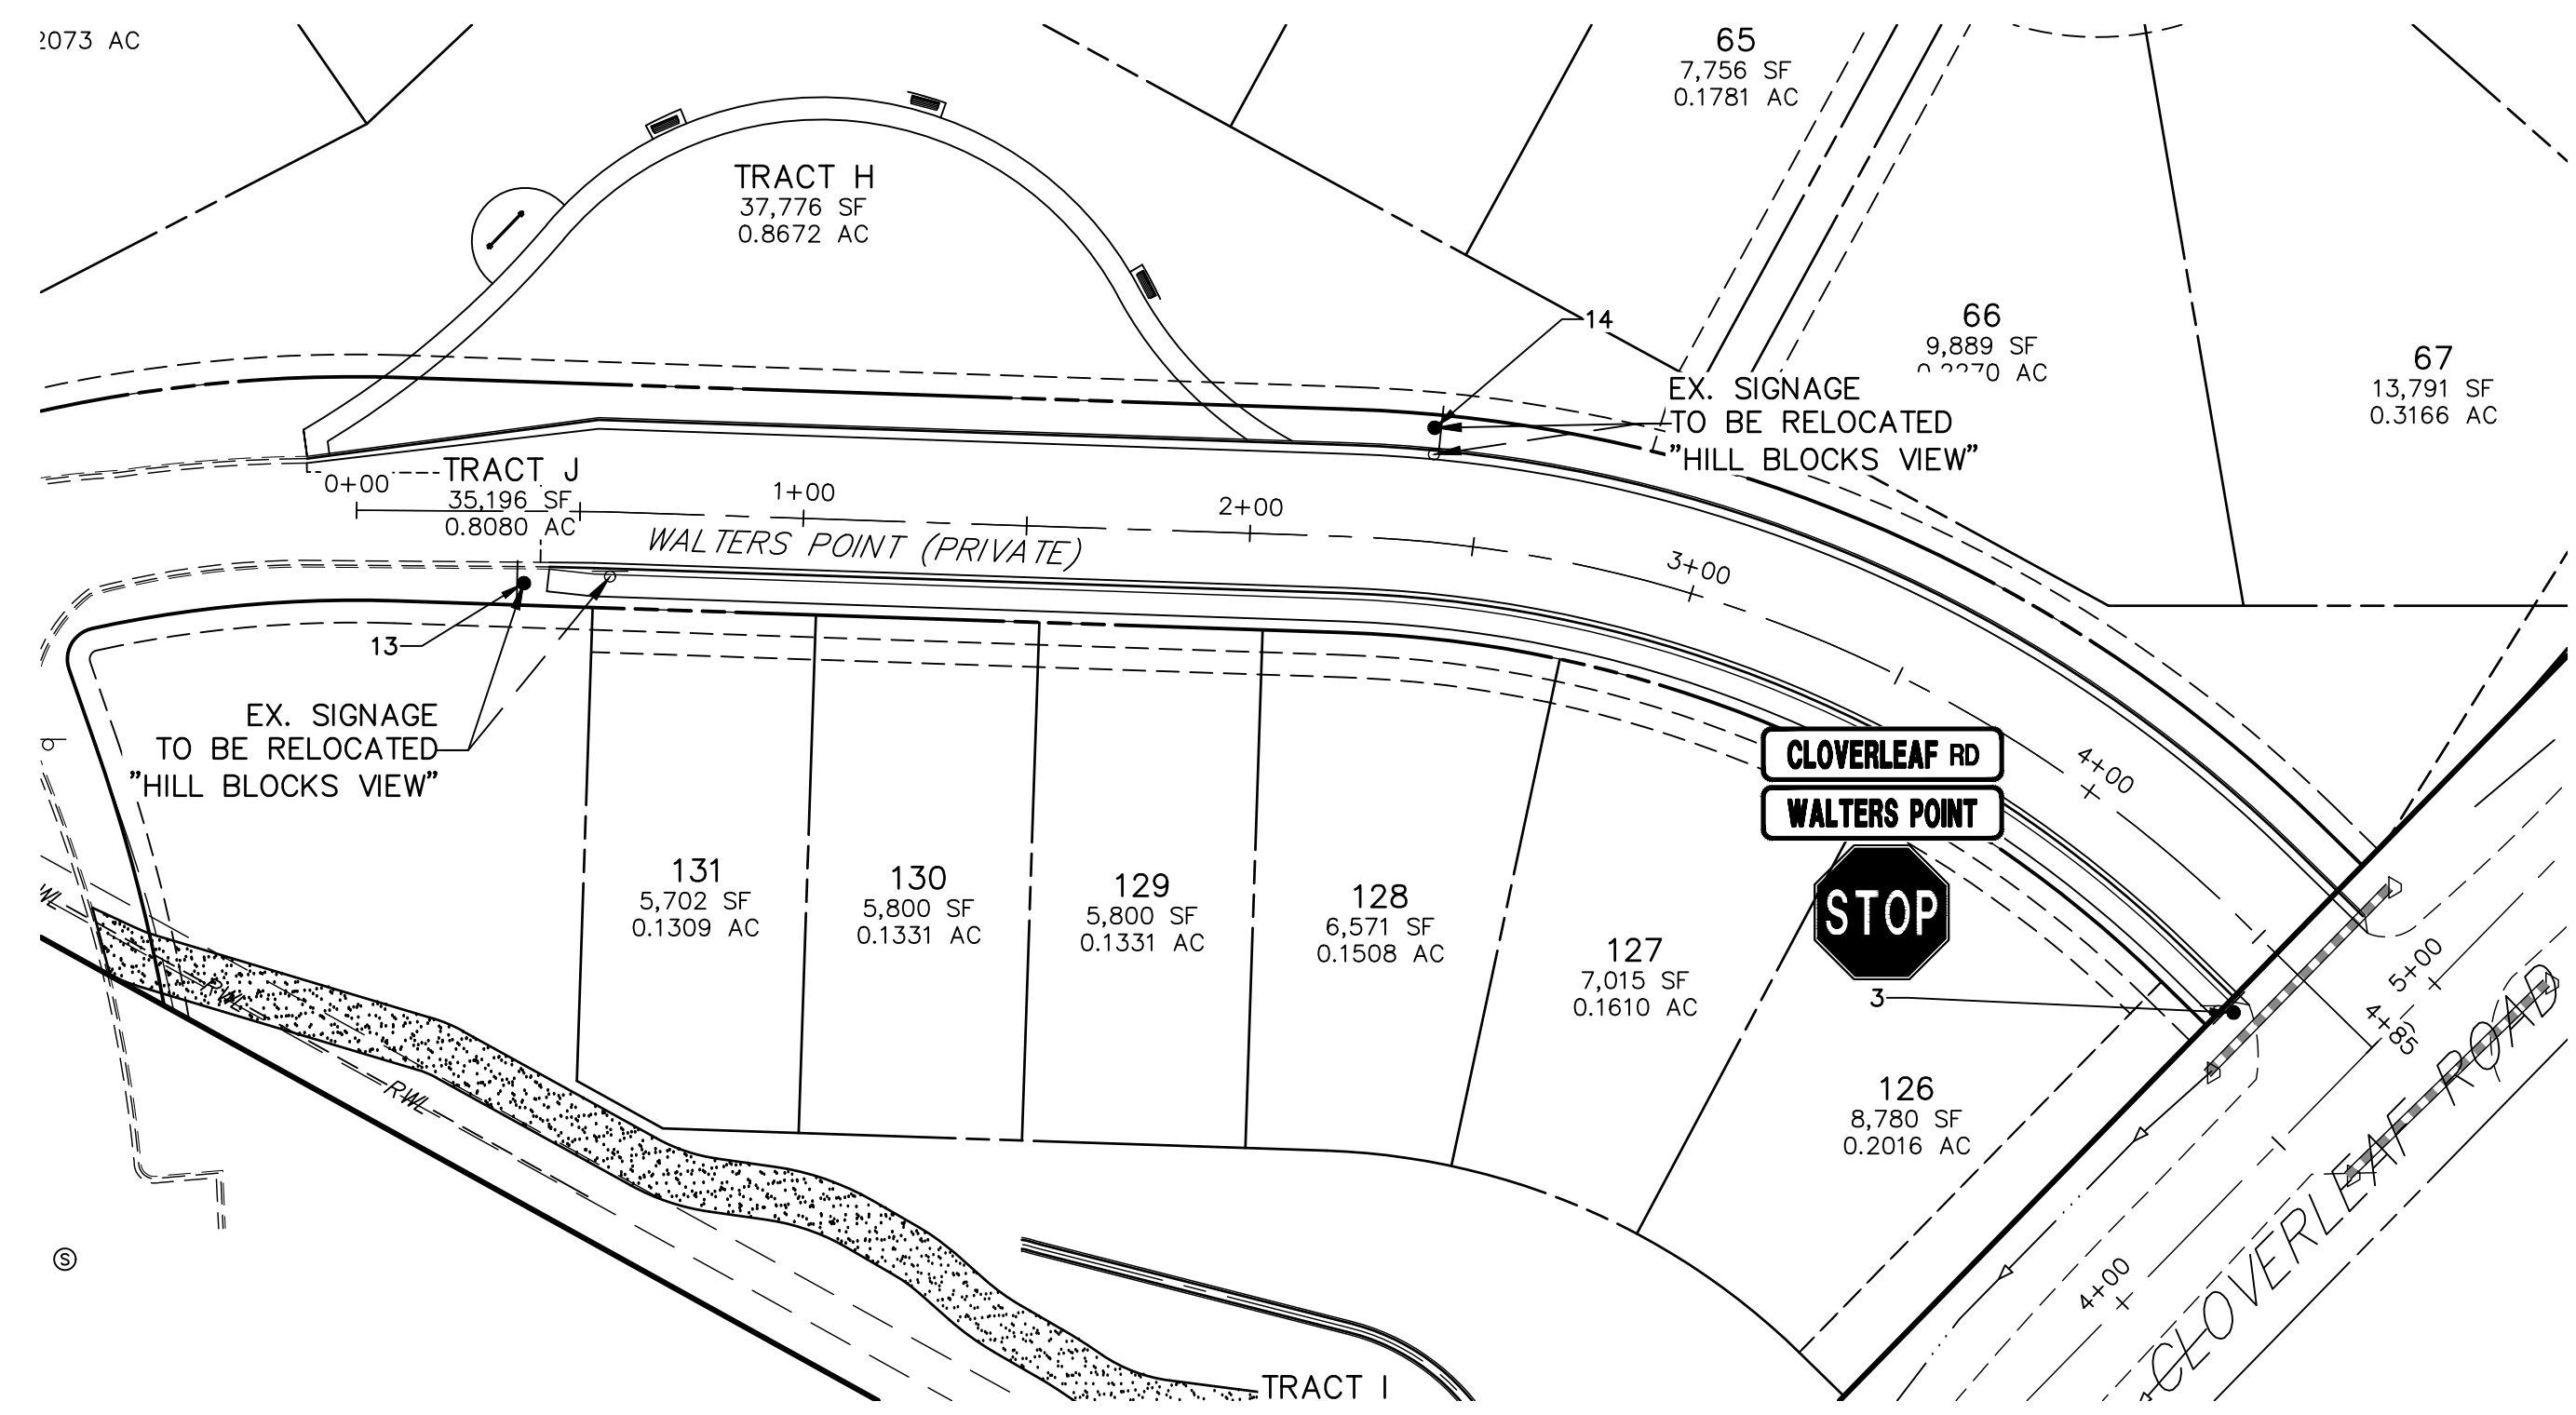 2073 AC
65
7,756 SF
0.1781 AC
TRACT H
37,776 SF
0.8672 AC
14
66
9,889 SF
EX. SIGNAGE
TO BE RELOCATED
"HILL BLOCKS VIEW"
67
13,791 SF
0.3166 AC
TRACT J
35,196 SF
0.8080 AC
0+00
1+00
2+00
3+00
4+00
WALTERS POINT (PRIVATE)
13
EX. SIGNAGE
TO BE RELOCATED
"HILL BLOCKS VIEW"
CLOVERLEAF RD
WALTERS POINT
STOP
3
131
5,702 SF
0.1309 AC
130
5,800 SF
0.1331 AC
129
5,800 SF
0.1331 AC
128
6,571 SF
0.1508 AC
127
7,015 SF
0.1610 AC
126
8,780 SF
0.2016 AC
5+00
4+85
4+00
CLOVERLEAF ROAD
RWL
RWL
S
TRACT I